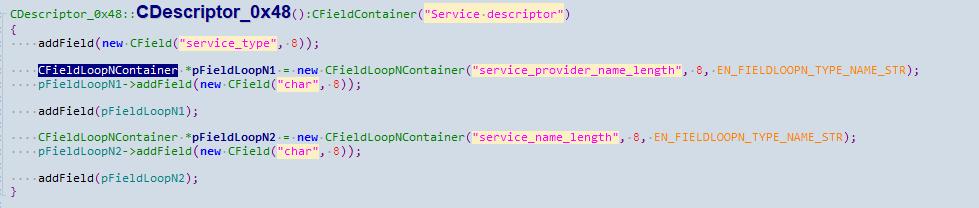 CDescriptor_0x48::CDescriptor_0x48():CFieldContainer("Service descriptor")
{
    addField(new CField("service_type", 8));
    CFieldLoopNContainer *pFieldLoopN1 = new CFieldLoopNContainer("service_provider_name_length", 8, EN_FIELDLOOPN_TYPE_NAME_STR);
    pFieldLoopN1->addField(new CField("char", 8));
    addField(pFieldLoopN1);
    CFieldLoopNContainer *pFieldLoopN2 = new CFieldLoopNContainer("service_name_length", 8, EN_FIELDLOOPN_TYPE_NAME_STR);
    pFieldLoopN2->addField(new CField("char", 8));
    addField(pFieldLoopN2);
}